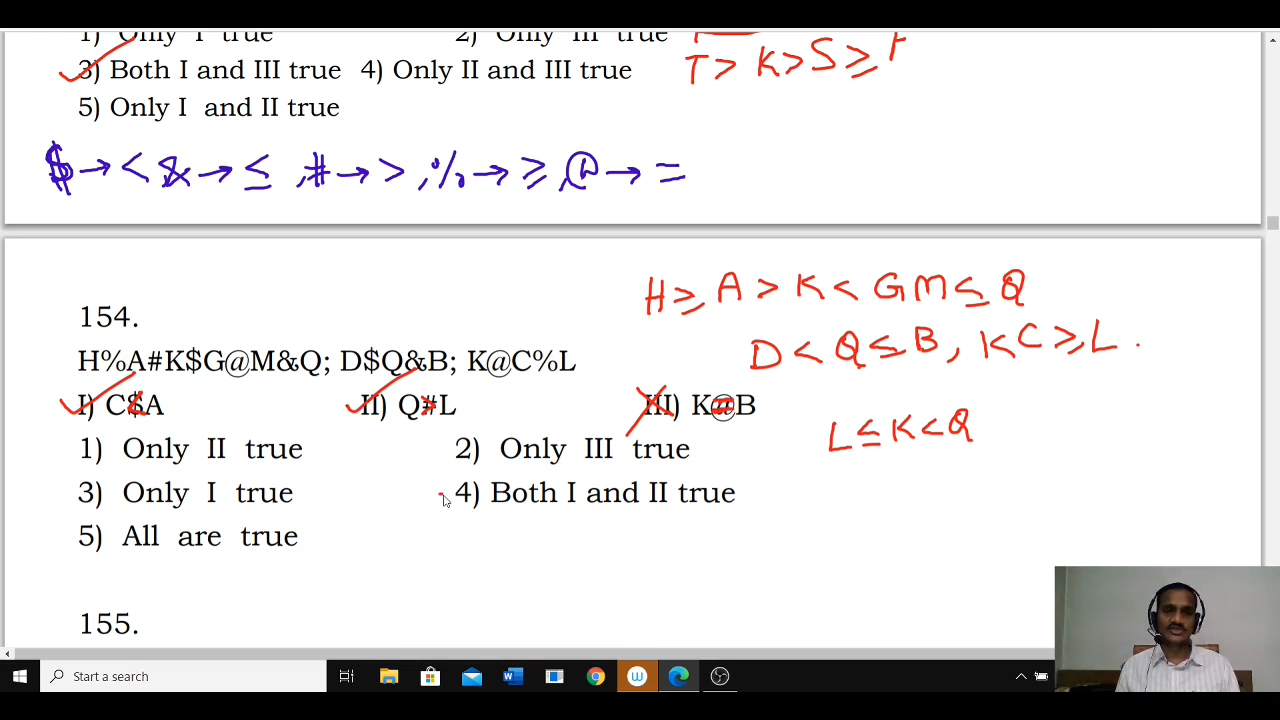 1) Only I true 2) Only III true
3) Both I and III true 4) Only II and III true T > K > S ≥
5) Only I and II true
$ → < & → ≤ , # → > , % → ≥ , @ → =
154.
H ≥ A > K < G M ≤ Q
H%A#K$G@M&Q; D$Q&B; K@C%L
D < Q ≤ B , K C ≥ L .
I) C$A II) Q#L III) K@B
< > =
L ≤ K < Q
1) Only II true 2) Only III true
3) Only I true 4) Both I and II true
5) All are true
155.
Start a search